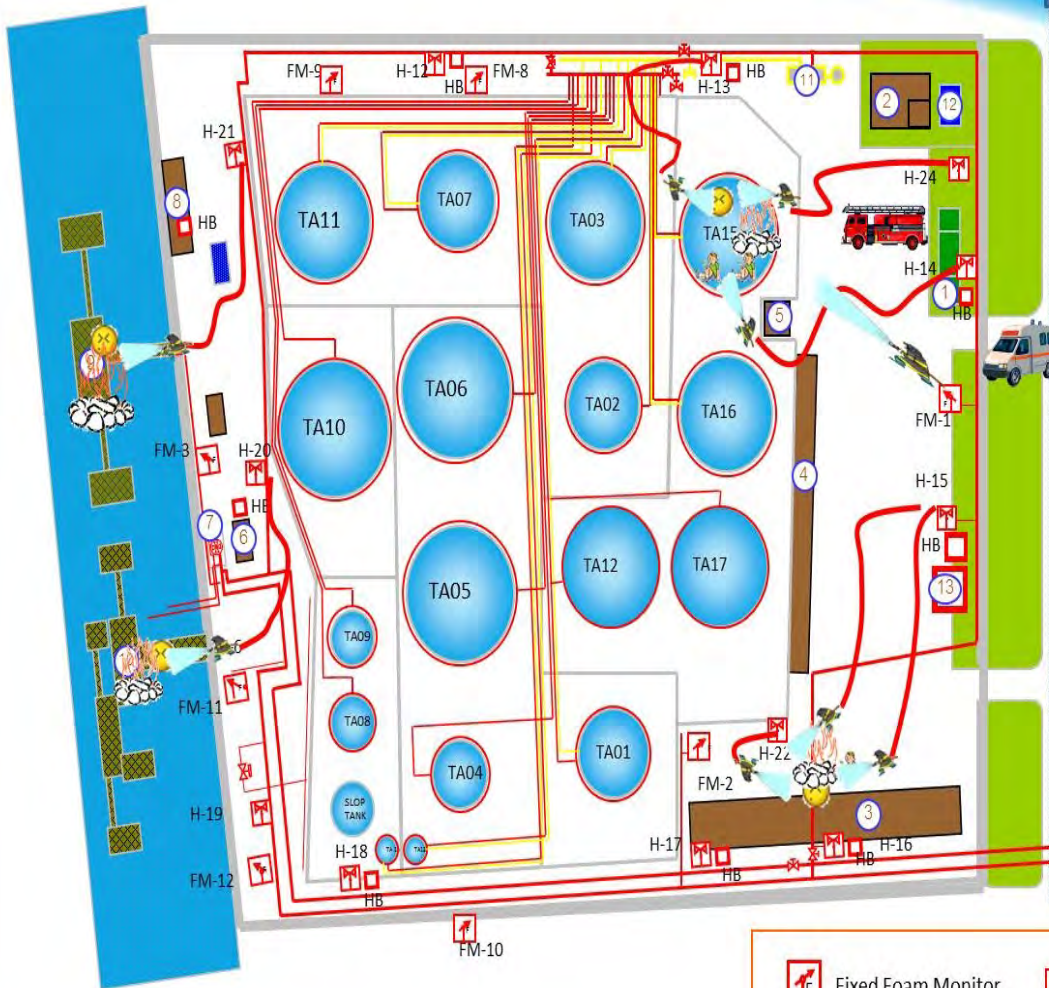 FM-9
H-12
HB
FM-8
H-13
HB
11
2
12
H-21
8
HB
TA11
TA07
TA03
TA15
H-24
H-14
1
HB
5
TA10
TA06
TA02
TA16
4
FM-1
FM-3
H-20
HB
7
6
H-15
HB
13
TA05
TA12
TA17
TA09
TA08
FM-11
TA04
TA01
H-22
FM-2
SLOP
TANK
H-19
3
H-18
HB
H-17
HB
H-16
HB
FM-12
FM-10
Fixed Foam Monitor